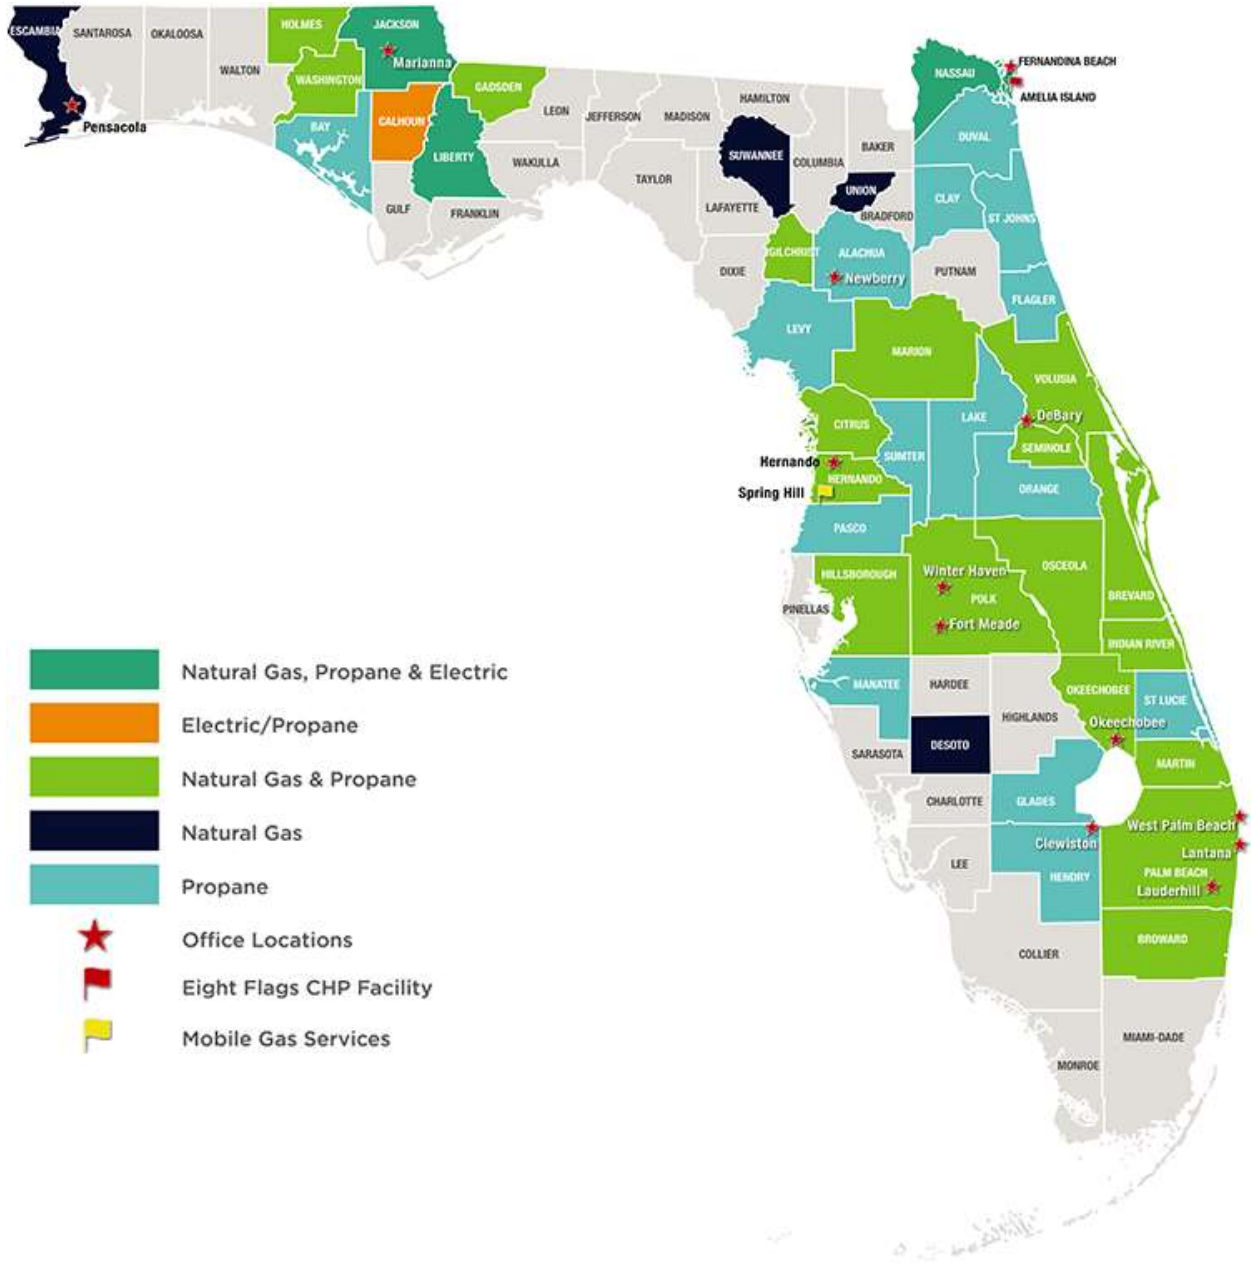 ESCAMBIA
SANTAROSA
OKALOOSA
WALTON
HOLMES
WASHINGTON
JACKSON
Marianna
Pensacola
BAY
CALHOUN
GADSDEN
LIBERTY
GULF
FRANKLIN
LEON
WAKULLA
JEFFERSON
MADISON
TAYLOR
HAMILTON
SUWANNEE
LAFAYETTE
DIXIE
COLUMBIA
BAKER
UNION
BRADFORD
NASSAU
FERNANDINA BEACH
AMELIA ISLAND
DUVAL
CLAY
ST JOHNS
GILCHRIST
ALACHUA
Newberry
PUTNAM
FLAGLER
LEVY
MARION
VOLUSIA
CITRUS
LAKE
DeBary
SUMTER
SEMINOLE
Hernando
HERNANDO
Spring Hill
ORANGE
PASCO
HILLSBOROUGH
Winter Haven
OSCEOLA
POLK
BREVARD
PINELLAS
Fort Meade
INDIAN RIVER
MANATEE
HARDEE
OKEECHOBEE
ST LUCIE
HIGHLANDS
Okeechobee
SARASOTA
DESOTO
MARTIN
CHARLOTTE
GLADES
West Palm Beach
Clewiston
Lantana
LEE
HENDRY
PALM BEACH
Lauderhill
BROWARD
COLLIER
MIAMI-DADE
MONROE
Natural Gas, Propane & Electric
Electric/Propane
Natural Gas & Propane
Natural Gas
Propane
Office Locations
Eight Flags CHP Facility
Mobile Gas Services